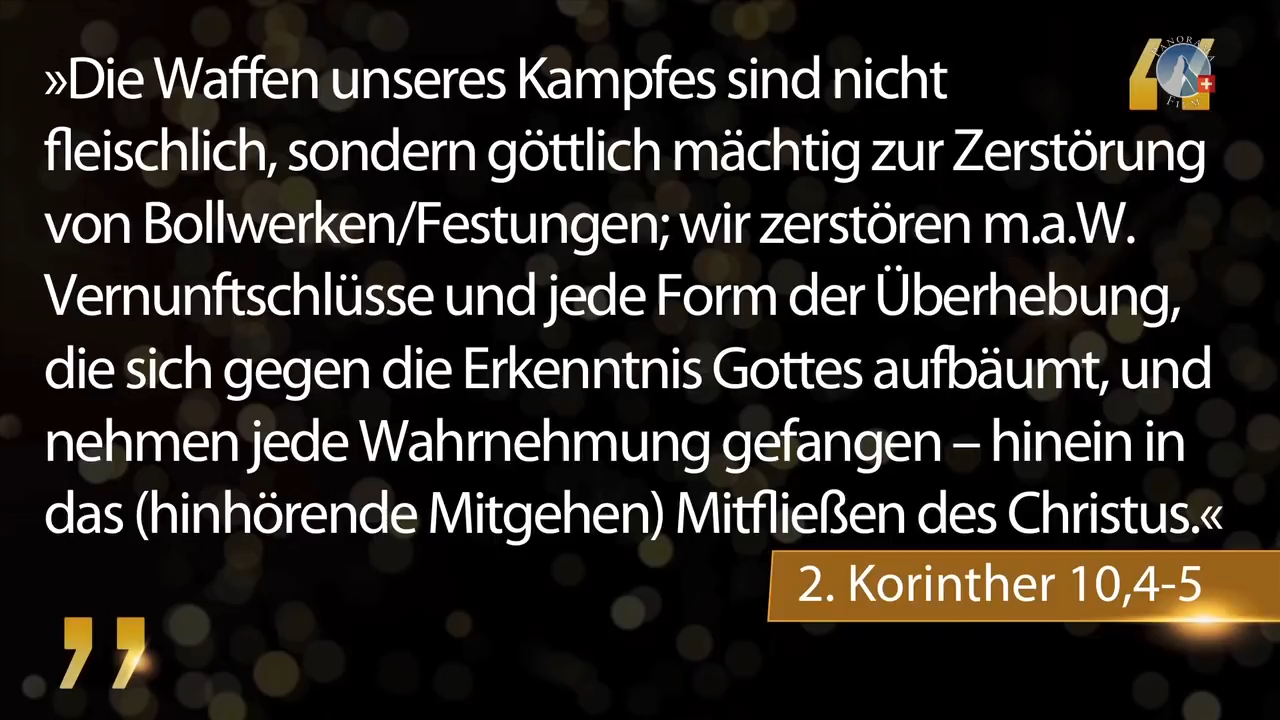 »Die Waffen unseres Kampfes sind nicht
fleischlich, sondern göttlich mächtig zur Zerstörung
von Bollwerken/Festungen; wir zerstören m.a.W.
Vernunftschlüsse und jede Form der Überhebung,
die sich gegen die Erkenntnis Gottes aufbäumt, und
nehmen jede Wahrnehmung gefangen – hinein in
das (hinhörende Mitgehen) Mitfließen des Christus.«
2. Korinther 10,4-5
PANORAMA
FILM